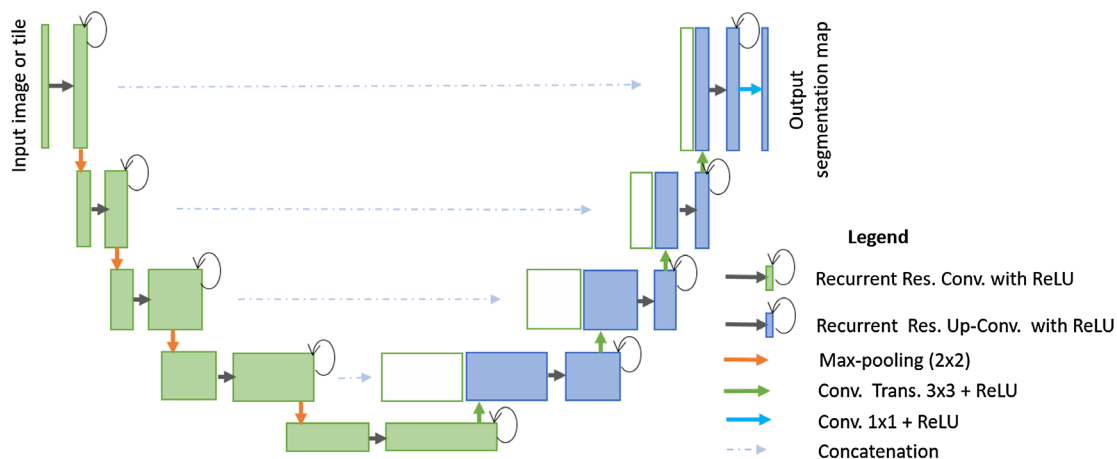 Input image or tile
Output
segmentation map
Legend
Recurrent Res. Conv. with ReLU
Recurrent Res. Up-Conv. with ReLU
Max-pooling (2x2)
Conv. Trans. 3x3 + ReLU
Conv. 1x1 + ReLU
Concatenation